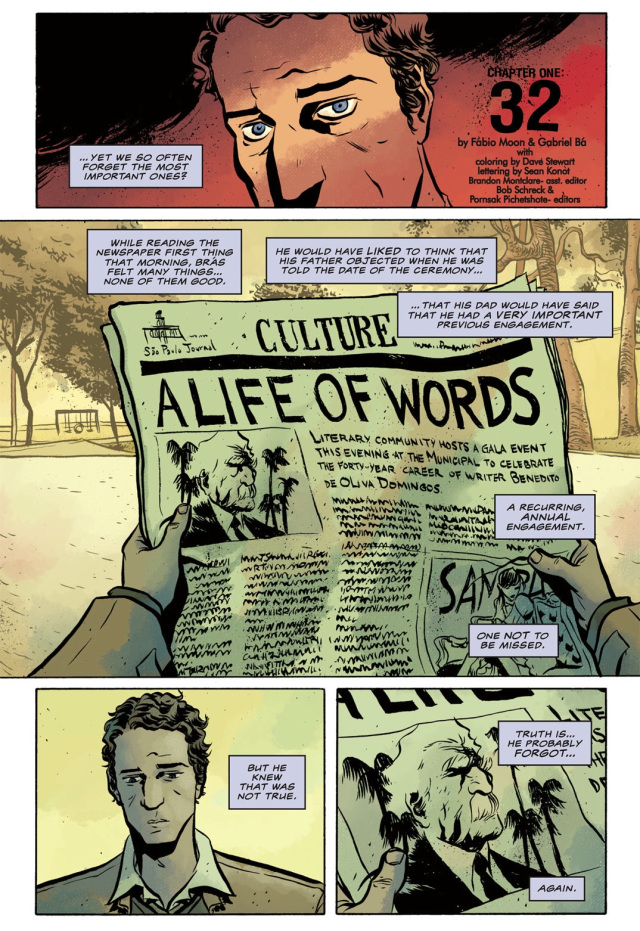 ...YET WE SO OFTEN
FORGET THE MOST
IMPORTANT ONES?
CHAPTER ONE:
32
by Fábio Moon & Gabriel Bá
with
coloring by Dave Stewart
lettering by Sean Konot
Brandon Montclare- asst. editor
Bob Schreck &
Pornsak Pichetshote- editors
WHILE READING THE
NEWSPAPER FIRST THING
THAT MORNING, BRÁS
FELT MANY THINGS...
NONE OF THEM GOOD.
HE WOULD HAVE LIKED TO THINK THAT
HIS FATHER OBJECTED WHEN HE WAS
TOLD THE DATE OF THE CEREMONY...
...THAT HIS DAD WOULD HAVE SAID
THAT HE HAD A VERY IMPORTANT
PREVIOUS ENGAGEMENT.
São Paulo Journal
CULTURE
A LIFE OF WORDS
LITERARY COMMUNITY HOSTS A GALA EVENT
THIS EVENING AT THE MUNICIPAL TO CELEBRATE
THE FORTY-YEAR CAREER OF WRITER BENEDITO
DE OLIVA DOMINGOS.
A RECURRING,
ANNUAL
ENGAGEMENT.
ONE NOT TO
BE MISSED.
BUT HE
KNEW
THAT WAS
NOT TRUE.
TRUTH IS...
HE PROBABLY
FORGOT...
AGAIN.